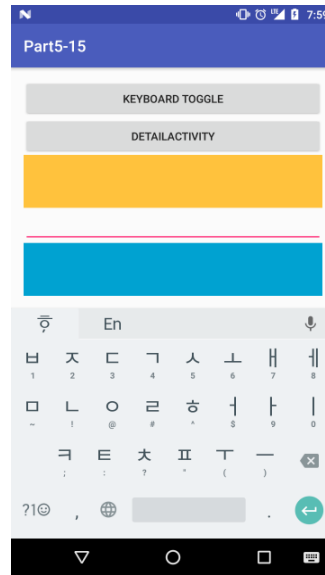 7:59
Part5-15
KEYBOARD TOGGLE
DETAILACTIVITY
En
ㅂ ㅈ ㄷ ㄱ ㅅ ㅗ ㅐ ㅔ
1 2 3 4 5 6 7 8
ㅁ ㄴ ㅇ ㄹ ㅎ ㅓ ㅏ ㅣ
~ ! @ # ^ $ 9 0
ㅋ ㅌ ㅊ ㅍ ㅜ ㅡ
; : ? " ( )
?1☺ , .